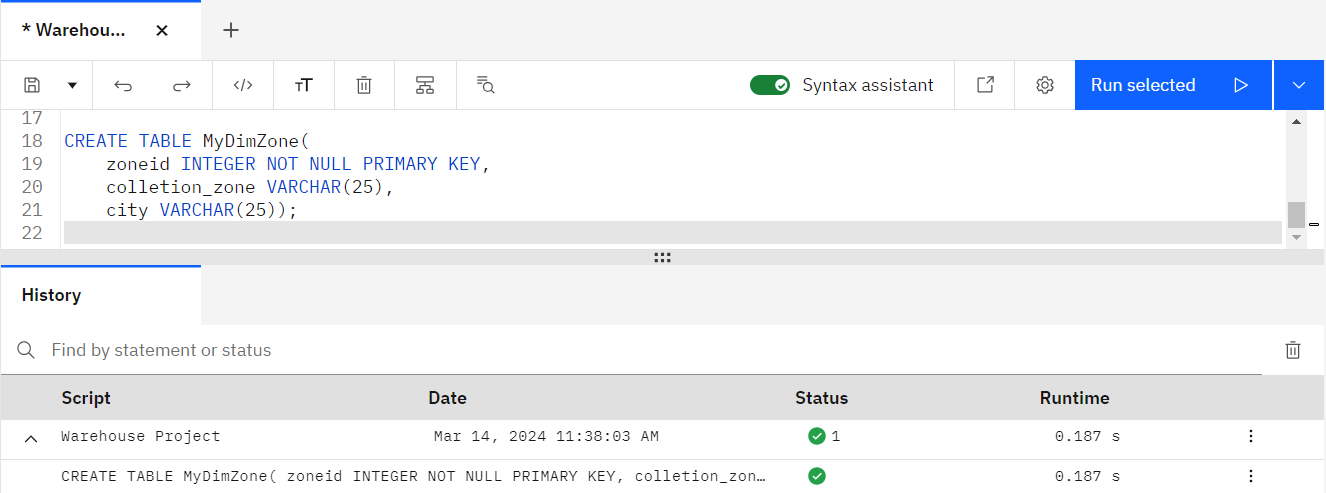 * Warehou...
Syntax assistant
Run selected
17
18 CREATE TABLE MyDimZone(
19 zoneid INTEGER NOT NULL PRIMARY KEY,
20 colletion_zone VARCHAR(25),
21 city VARCHAR(25));
22
History
Find by statement or status
Script Date Status Runtime
Warehouse Project Mar 14, 2024 11:38:03 AM 1 0.187 s
CREATE TABLE MyDimZone( zoneid INTEGER NOT NULL PRIMARY KEY, colletion_zon… 0.187 s